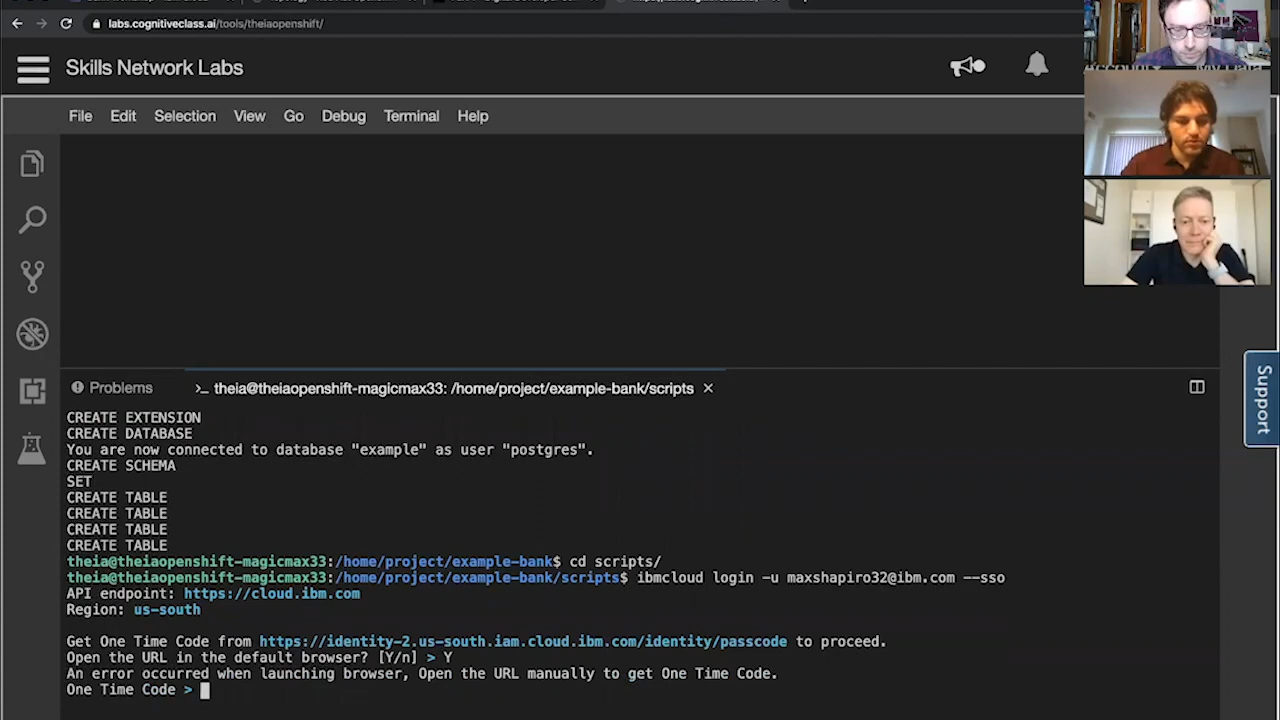 labs.cognitiveclass.ai/tools/theiaopenshift/
Skills Network Labs
File Edit Selection View Go Debug Terminal Help
Support
Problems
>_ theia@theiaopenshift-magicmax33: /home/project/example-bank/scripts ×
CREATE EXTENSION
CREATE DATABASE
You are now connected to database "example" as user "postgres".
CREATE SCHEMA
SET
CREATE TABLE
CREATE TABLE
CREATE TABLE
CREATE TABLE
theia@theiaopenshift-magicmax33:/home/project/example-bank$ cd scripts/
theia@theiaopenshift-magicmax33:/home/project/example-bank/scripts$ ibmcloud login -u maxshapiro32@ibm.com --sso
API endpoint: https://cloud.ibm.com
Region: us-south
Get One Time Code from https://identity-2.us-south.iam.cloud.ibm.com/identity/passcode to proceed.
Open the URL in the default browser? [Y/n] > Y
An error occurred when launching browser, Open the URL manually to get One Time Code.
One Time Code >